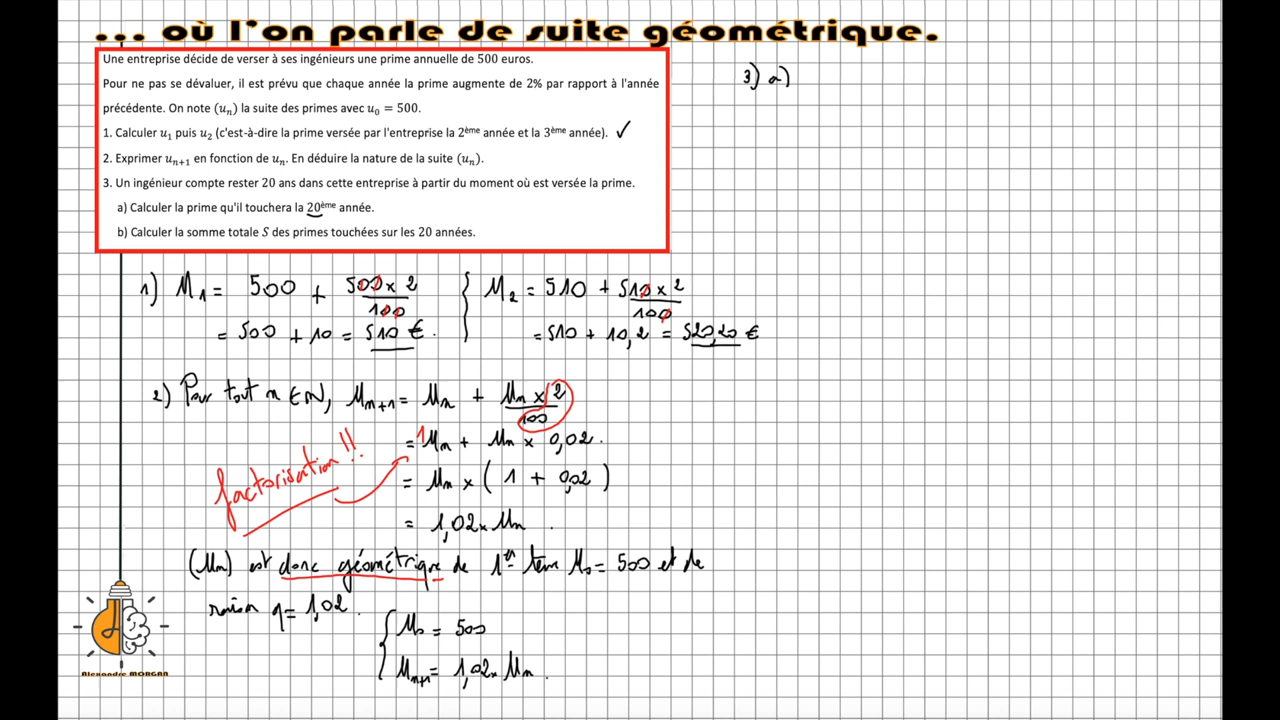 ... où l'on parle de suite géométrique.
Une entreprise décide de verser à ses ingénieurs une prime annuelle de 500 euros.
Pour ne pas se dévaluer, il est prévu que chaque année la prime augmente de 2% par rapport à l'année
précédente. On note (uₙ) la suite des primes avec u₀ = 500.
1. Calculer u₁ puis u₂ (c'est-à-dire la prime versée par l'entreprise la 2ème année et la 3ème année). ✓
2. Exprimer uₙ₊₁ en fonction de uₙ. En déduire la nature de la suite (uₙ).
3. Un ingénieur compte rester 20 ans dans cette entreprise à partir du moment où est versée la prime.
a) Calculer la prime qu'il touchera la 20ème année.
b) Calculer la somme totale S des primes touchées sur les 20 années.
3) a)
1) u₁ = 500 + 500 x 2 / 100
= 500 + 10 = 510 €.
u₂ = 510 + 510 x 2 / 100
= 510 + 10,2 = 520,20 €
2) Pour tout n ∈ N, uₙ₊₁ = uₙ + uₙ x 2 / 100
= 1uₙ + uₙ x 0,02.
factorisation !!
= uₙ x (1 + 0,02)
= 1,02 x uₙ.
(uₙ) est donc géométrique de 1er terme u₀ = 500 et de
raison q = 1,02.
u₀ = 500
uₙ₊₁ = 1,02 x uₙ.
Alexandre MORGAN